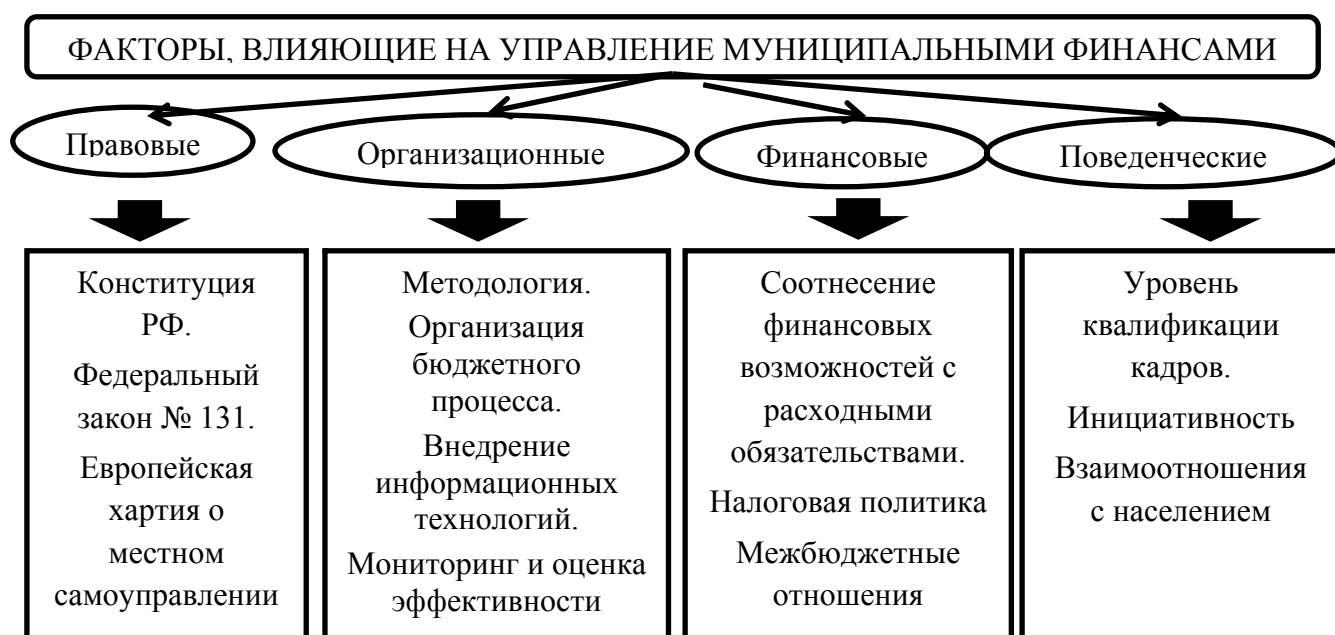 ФАКТОРЫ, ВЛИЯЮЩИЕ НА УПРАВЛЕНИЕ МУНИЦИПАЛЬНЫМИ ФИНАНСАМИ
Правовые
Организационные
Финансовые
Поведенческие
Конституция
РФ.
Федеральный
закон № 131.
Европейская
хартия о
местном
самоуправлении
Методология.
Организация
бюджетного
процесса.
Внедрение
информационных
технологий.
Мониторинг и оценка
эффективности
Соотнесение
финансовых
возможностей с
расходными
обязательствами.
Налоговая политика
Межбюджетные
отношения
Уровень
квалификации
кадров.
Инициативность
Взаимоотношения
с населением